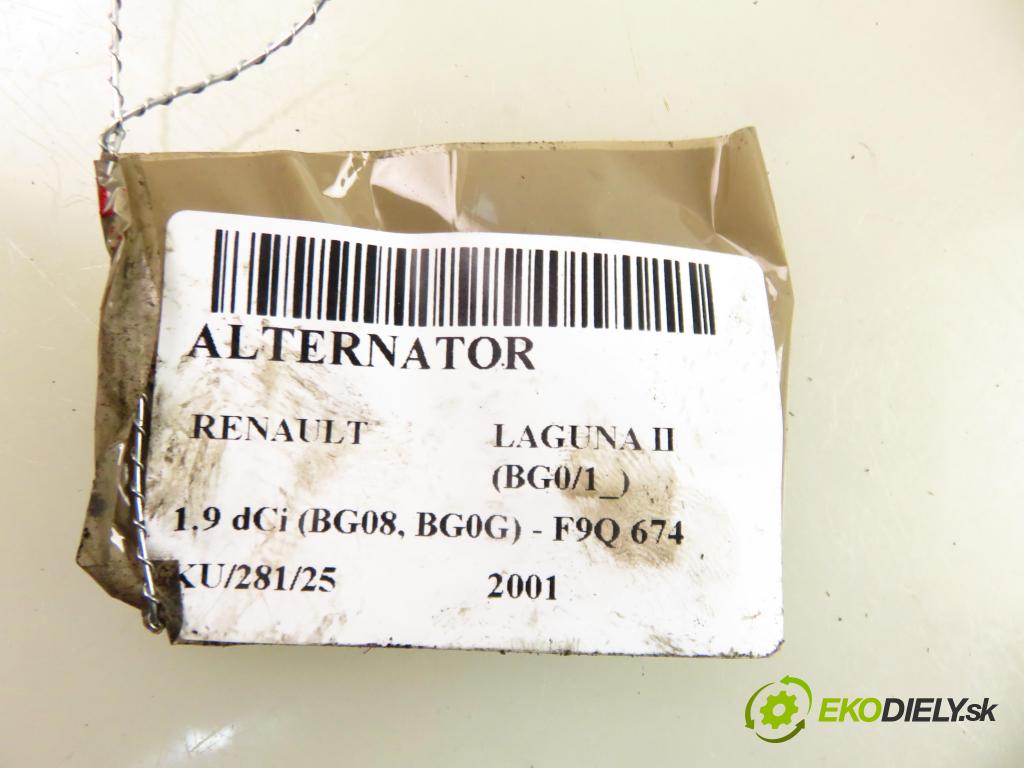 ALTERNATOR
RENAULT LAGUNA II
(BG0/1_)
1.9 dCi (BG08, BG0G) - F9Q 674
KU/281/25 2001
EKODIELY.sk